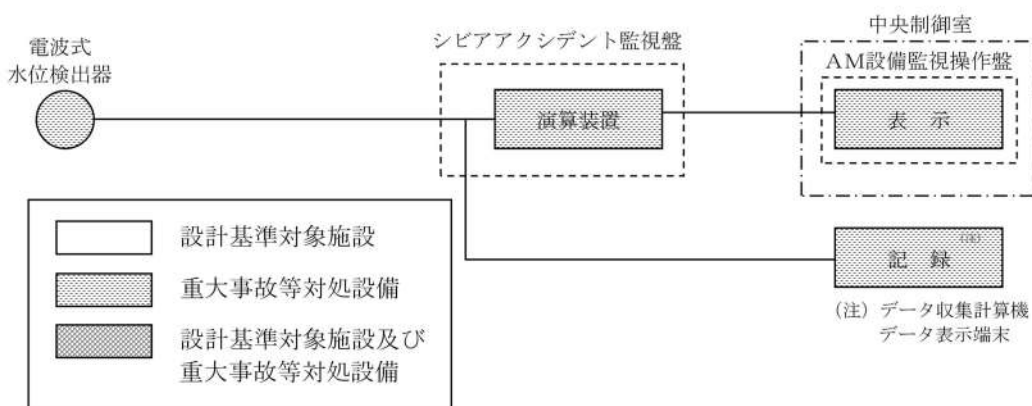 電波式
水位検出器
シビアアクシデント監視盤
演算装置
中央制御室
AM設備監視操作盤
表 示
記 録 (注)
(注) データ収集計算機
データ表示端末
設計基準対象施設
重大事故等対処設備
設計基準対象施設及び
重大事故等対処設備